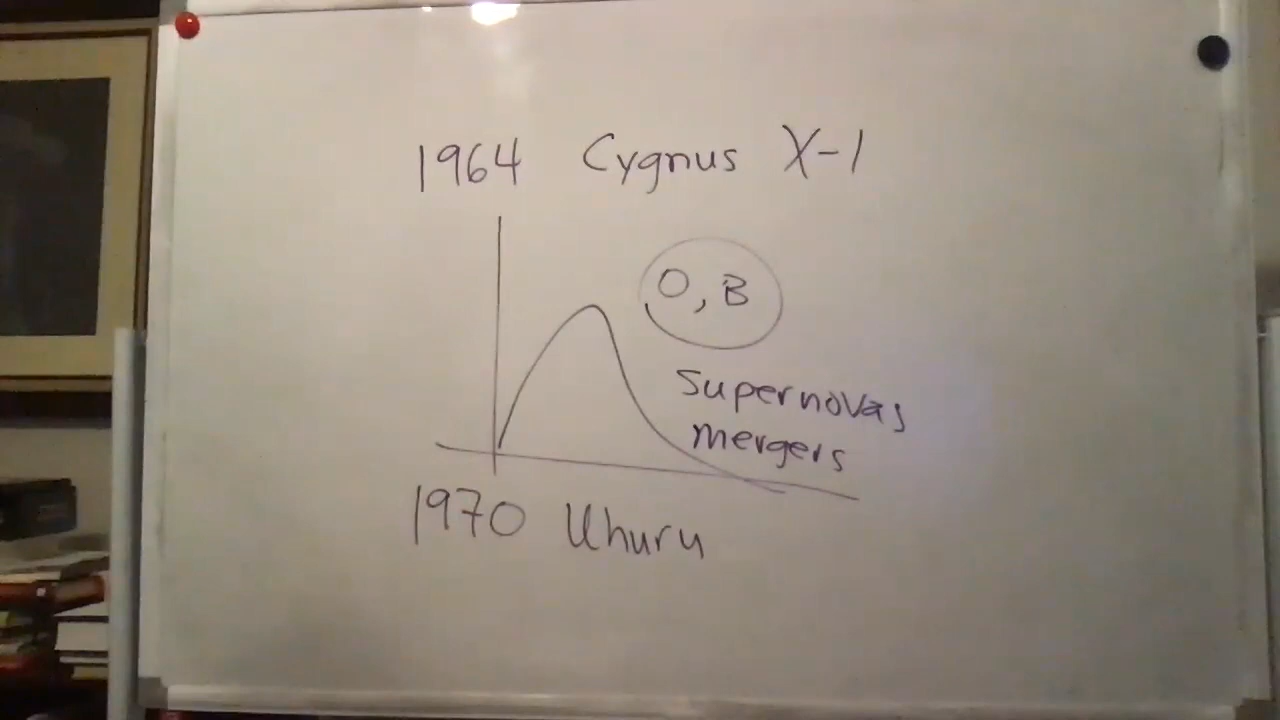 1964 Cygnus X-1
O, B
Supernovas
mergers
1970 Uhuru